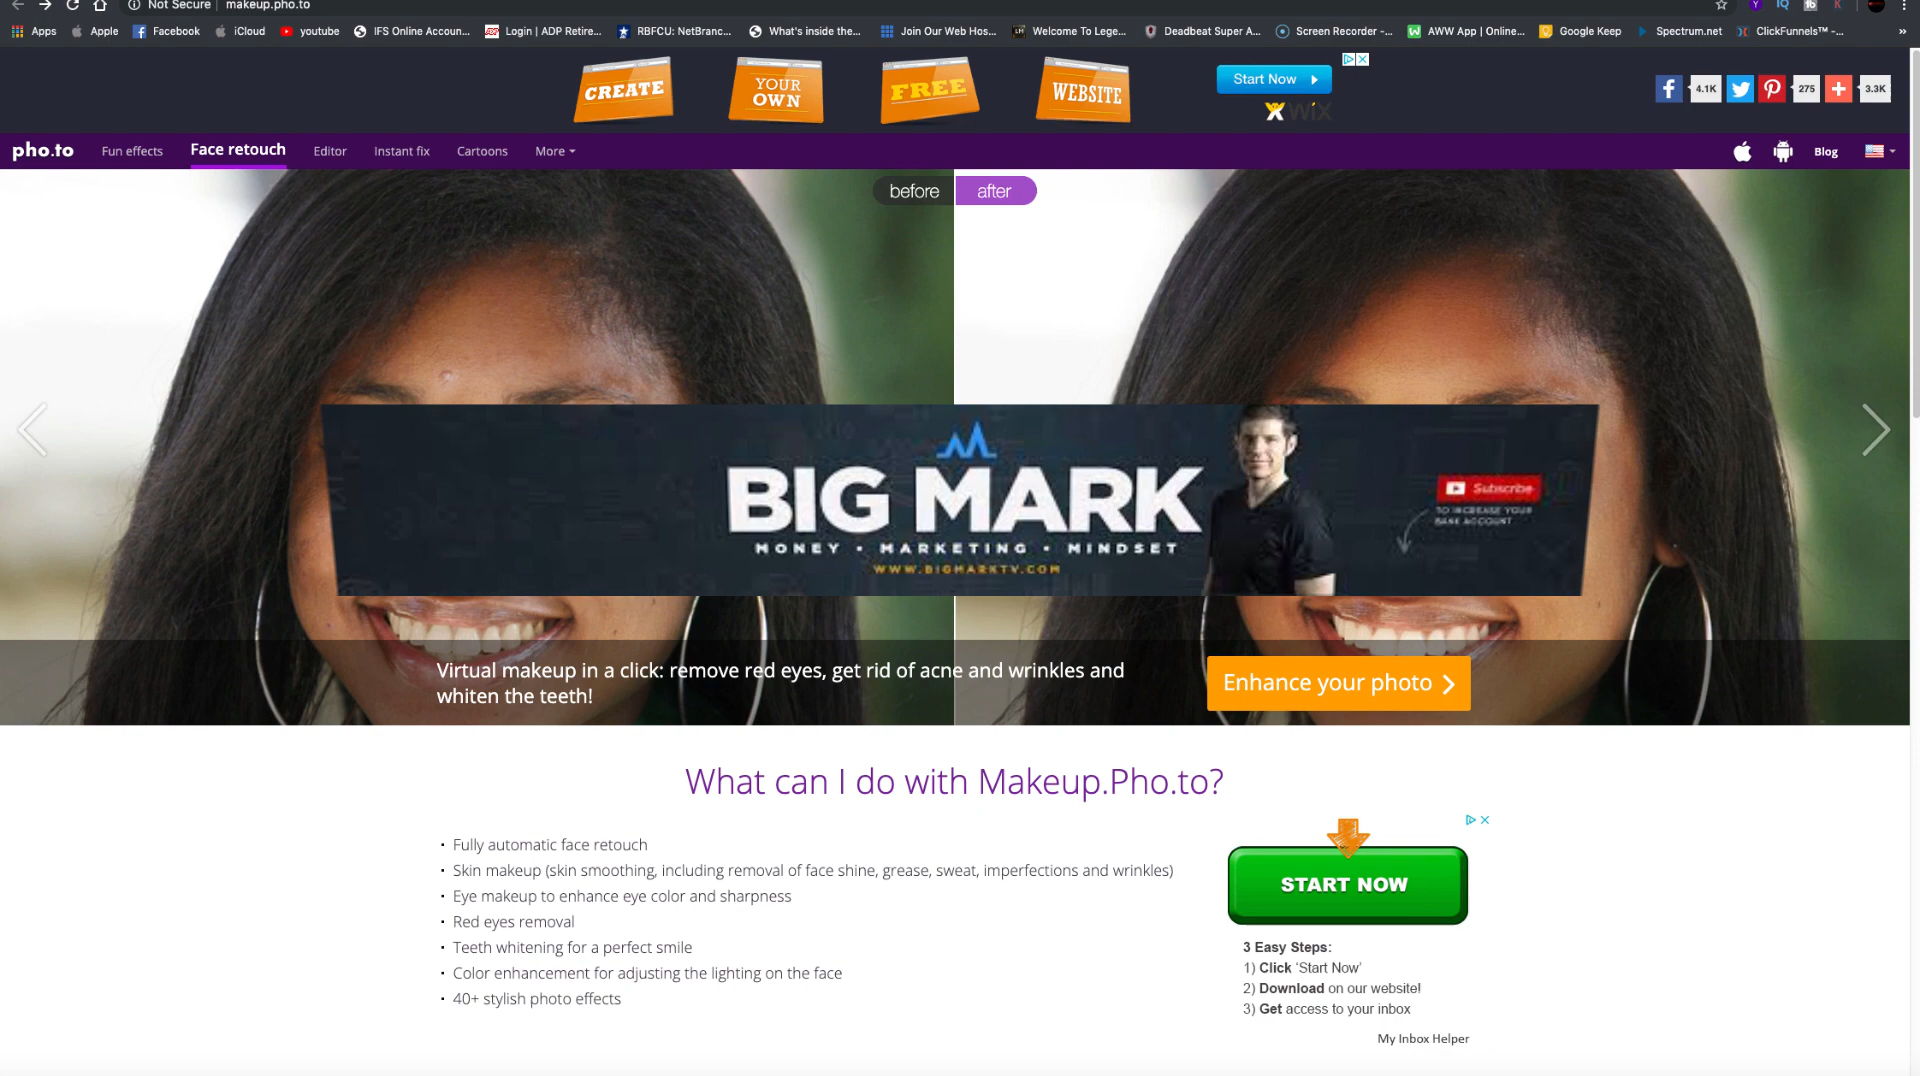 Not Secure | makeup.pho.to
Apps Apple Facebook iCloud youtube IFS Online Accoun... Login | ADP Retire... RBFCU: NetBranc... What's inside the... Join Our Web Hos... Welcome To Lege... Deadbeat Super A... Screen Recorder -... AWW App | Online... Google Keep Spectrum.net ClickFunnels™ -... »
CREATE YOUR OWN FREE WEBSITE Start Now WiX
4.1K 275 3.3K
pho.to Fun effects Face retouch Editor Instant fix Cartoons More Blog
before after
BIG MARK
MONEY • MARKETING • MINDSET
WWW.BIGMARKTV.COM
Subscribe
TO INCREASE YOUR
BANK ACCOUNT
Virtual makeup in a click: remove red eyes, get rid of acne and wrinkles and
whiten the teeth!
Enhance your photo
What can I do with Makeup.Pho.to?
· Fully automatic face retouch
· Skin makeup (skin smoothing, including removal of face shine, grease, sweat, imperfections and wrinkles)
· Eye makeup to enhance eye color and sharpness
· Red eyes removal
· Teeth whitening for a perfect smile
· Color enhancement for adjusting the lighting on the face
· 40+ stylish photo effects
START NOW
3 Easy Steps:
1) Click ‘Start Now’
2) Download on our website!
3) Get access to your inbox
My Inbox Helper